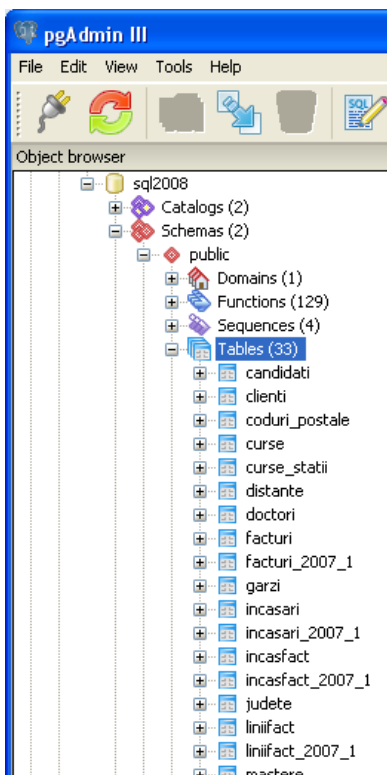 pgAdmin III
File Edit View Tools Help
SQL
Object browser
sql2008
Catalogs (2)
Schemas (2)
public
Domains (1)
Functions (129)
Sequences (4)
Tables (33)
candidati
clienti
coduri_postale
curse
curse_statii
distante
doctori
facturi
facturi_2007_1
garzi
incasari
incasari_2007_1
incasfact
incasfact_2007_1
judete
liniifact
liniifact_2007_1
mastere